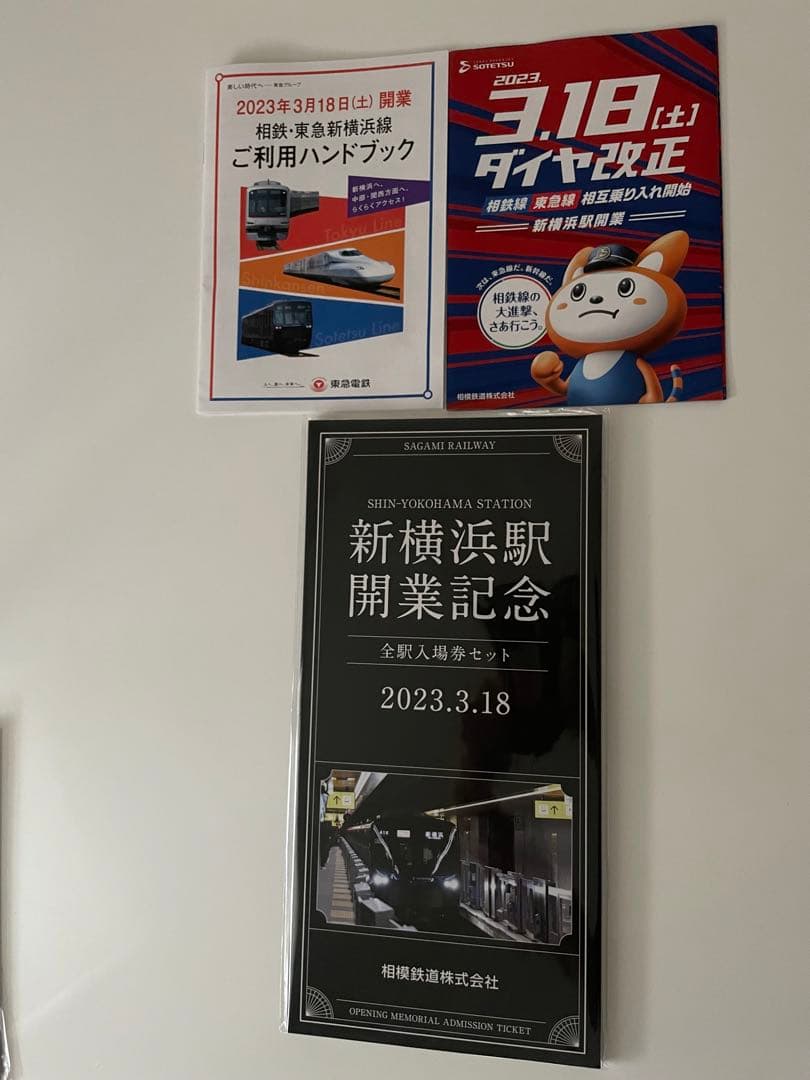 美しい時代へ――東急グループ
2023年3月18日(土)開業
相鉄・東急新横浜線
ご利用ハンドブック
新横浜へ、
中部・関西方面へ、
らくらくアクセス!
Tokyu Line
Shinkansen
Sotetsu Line
東急電鉄
SOTETSU
2023.
3.18[土]
ダイヤ改正
相鉄線 東急線 相互乗り入れ開始
新横浜駅開業
次は、東急線だ。新幹線だ。
相鉄線の
大進撃、
さあ行こう。
相模鉄道株式会社
SAGAMI RAILWAY
SHIN-YOKOHAMA STATION
新横浜駅
開業記念
全駅入場券セット
2023.3.18
新横浜
相模鉄道株式会社
OPENING MEMORIAL ADMISSION TICKET